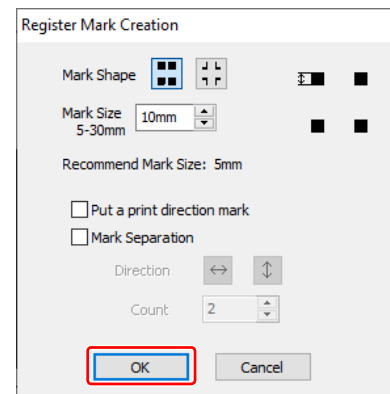 Register Mark Creation
Mark Shape
Mark Size
5-30mm
10mm
Recommend Mark Size: 5mm
Put a print direction mark
Mark Separation
Direction
Count 2
OK Cancel